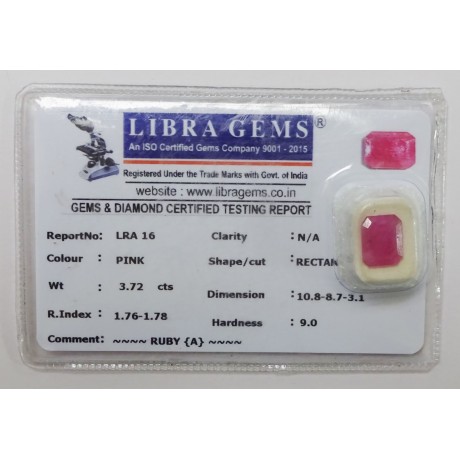 LIBRA GEMS ®
An ISO Certified Gems Company 9001 - 2015
Registered Under the Trade Marks with Govt. of India
website : www.libragems.co.in
GEMS & DIAMOND CERTIFIED TESTING REPORT
ReportNo: LRA 16 Clarity : N/A
Colour : PINK Shape/cut : RECTAN
Wt : 3.72 cts Dimension :10.8-8.7-3.1
R.Index : 1.76-1.78 Hardness : 9.0
Comment: ~~~~ RUBY {A} ~~~~